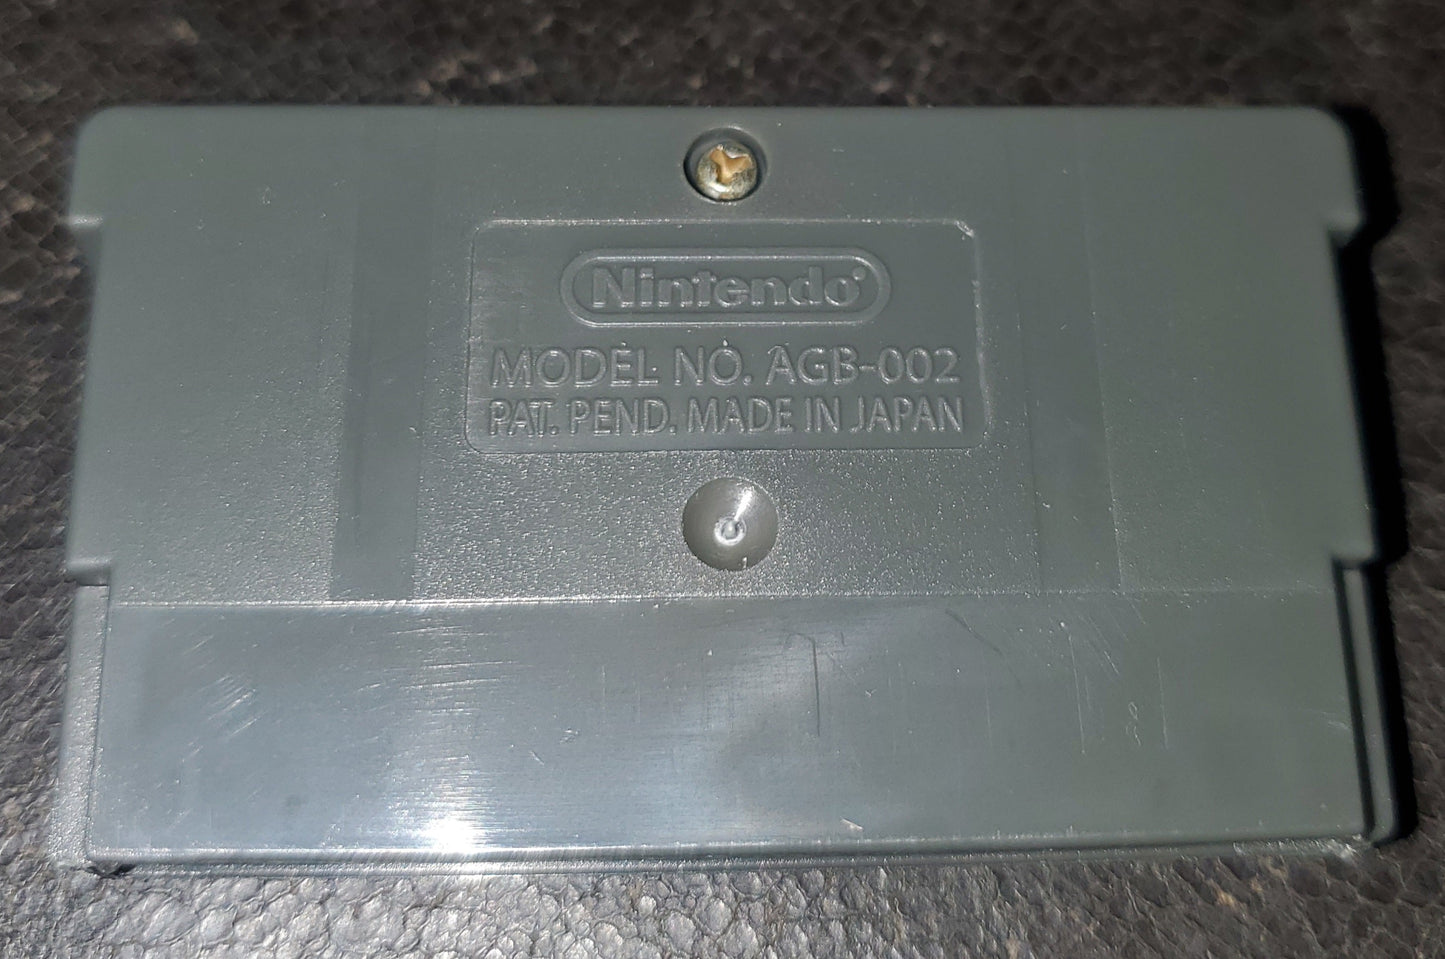 Nintendo®
MODEL NO. AGB-002
PAT. PEND. MADE IN JAPAN